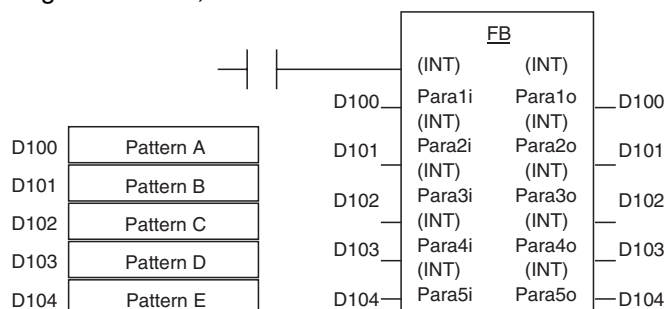 FB
(INT) (INT)
D100 Para1i Para1o D100
(INT) (INT)
D100 Pattern A D101 Para2i Para2o D101
(INT) (INT)
D101 Pattern B
D102 Para3i Para3o D102
D102 Pattern C (INT) (INT)
D103 Pattern D D103 Para4i Para4o D103
(INT) (INT)
D104 Pattern E D104 Para5i Para5o D104